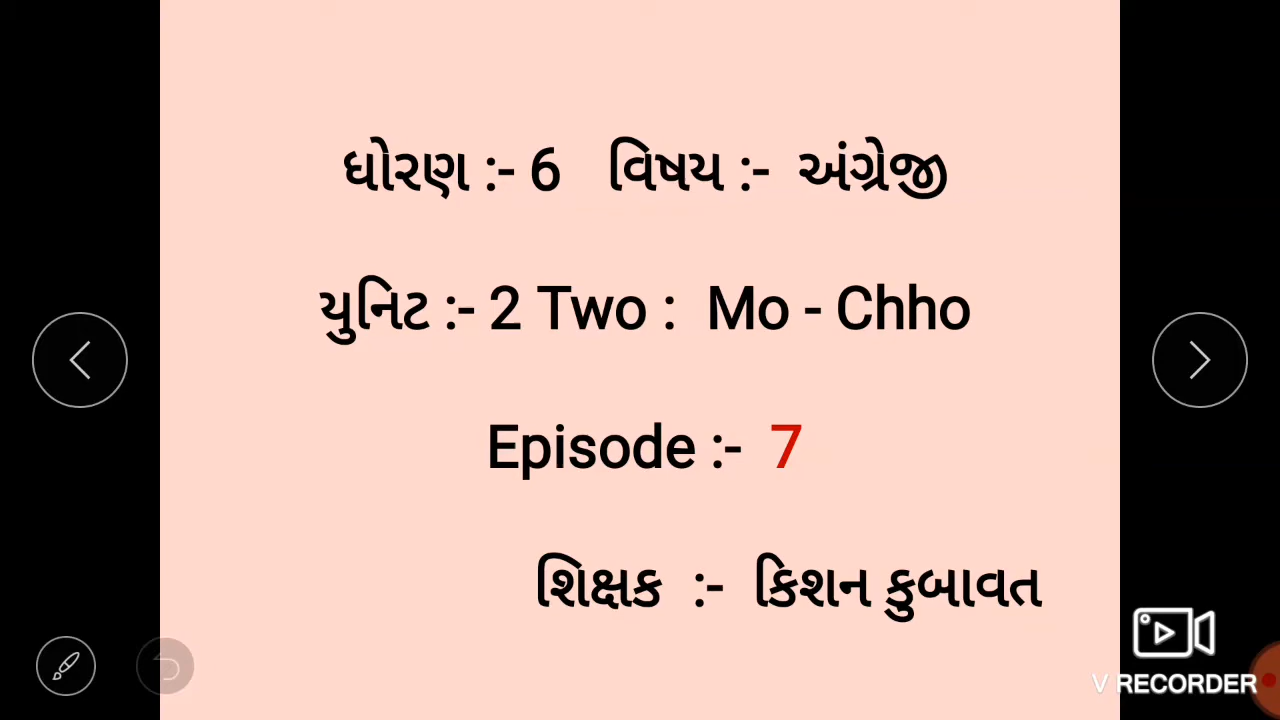 ધોરણ :- 6 વિષય :- અંગ્રેજી
યુનિટ :- 2 Two : Mo - Chho
Episode :- 7
શિક્ષક :- કિશન કુબાવત
V RECORDER